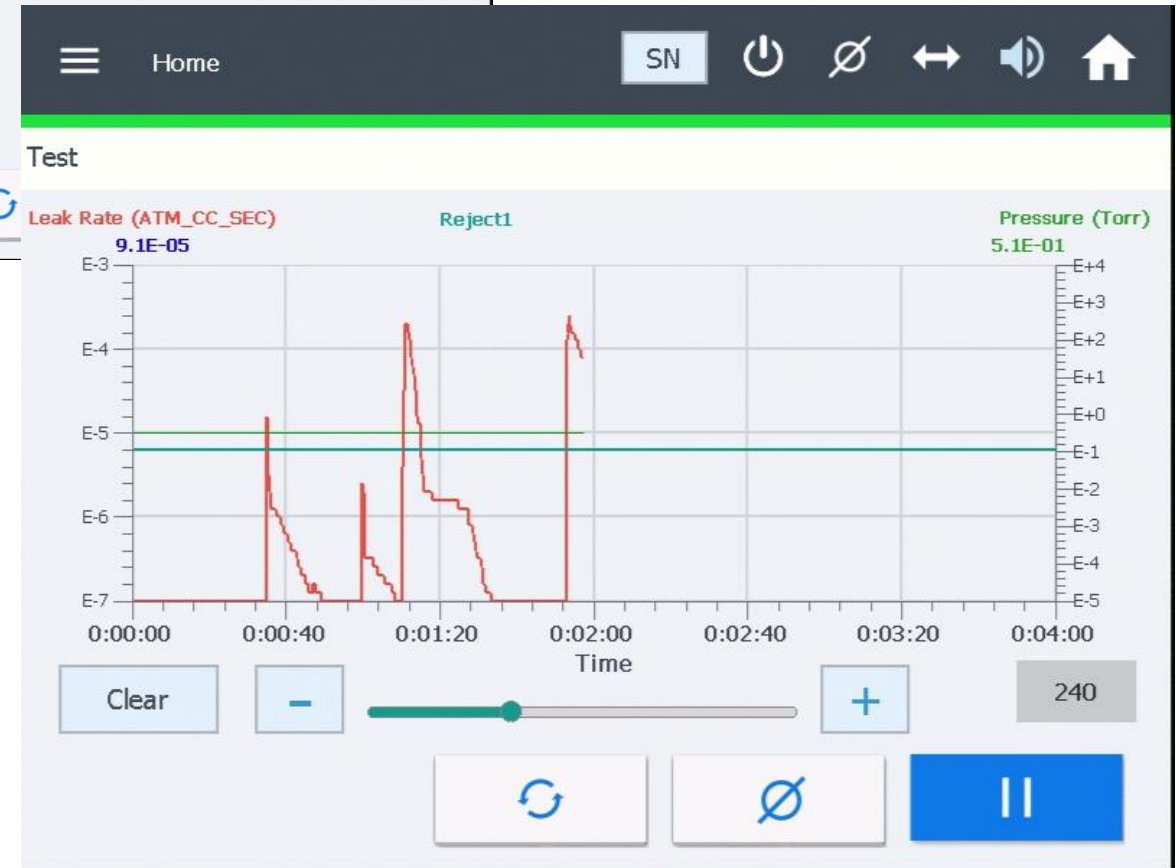 Home SN
Test
Leak Rate (ATM_CC_SEC) Reject1 Pressure (Torr)
9.1E-05 5.1E-01
E-3 E+4
E+3
E+2
E-4
E+1
E+0
E-5
E-1
E-2
E-6
E-3
E-4
E-7 E-5
0:00:00 0:00:40 0:01:20 0:02:00 0:02:40 0:03:20 0:04:00
Time
Clear - + 240